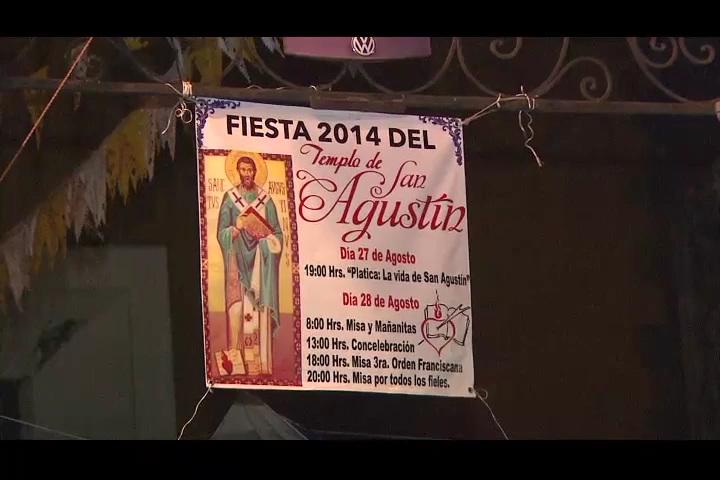 FIESTA 2014 DEL
Templo de
San
Agustín
Día 27 de Agosto
19:00 Hrs. "Platica: La vida de San Agustín"
Día 28 de Agosto
8:00 Hrs. Misa y Mañanitas
13:00 Hrs. Concelebración
18:00 Hrs. Misa 3ra. Orden Franciscana
20:00 Hrs. Misa por todos los fieles.